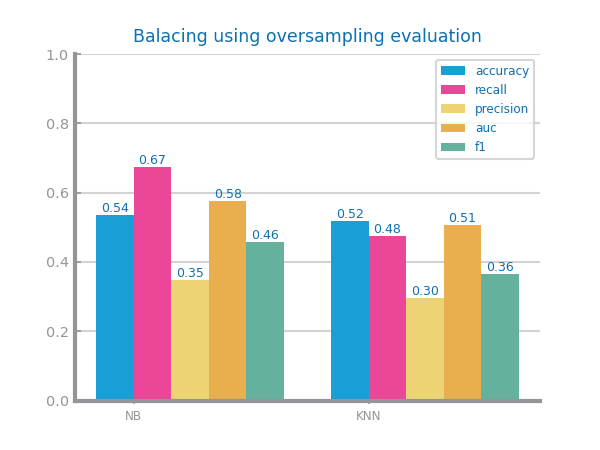 Balacing using oversampling evaluation
1.0
0.8
0.6
0.4
0.2
0.0
accuracy
recall
precision
auc
f1
0.54
0.67
0.35
0.58
0.46
0.52
0.48
0.30
0.51
0.36
NB
KNN